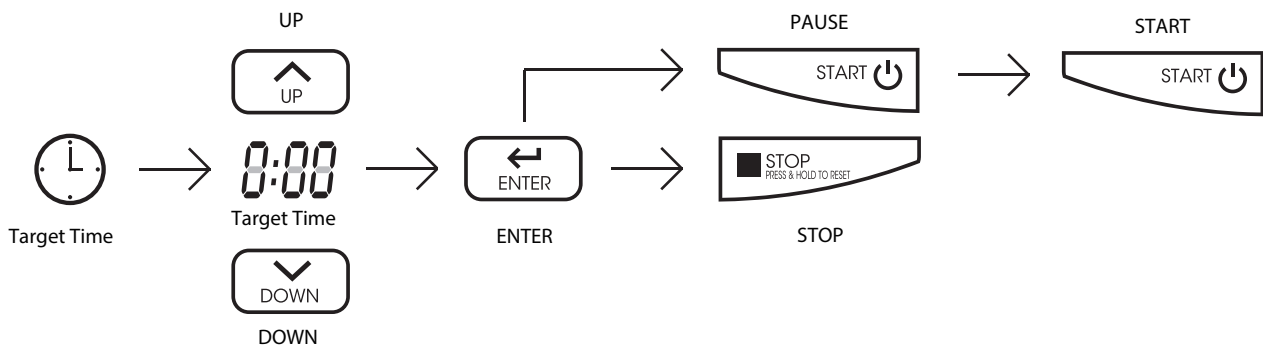 UP
UP
0:00
Target Time
DOWN
DOWN
Target Time
ENTER
ENTER
PAUSE
START
START
START
STOP
PRESS & HOLD TO RESET
STOP